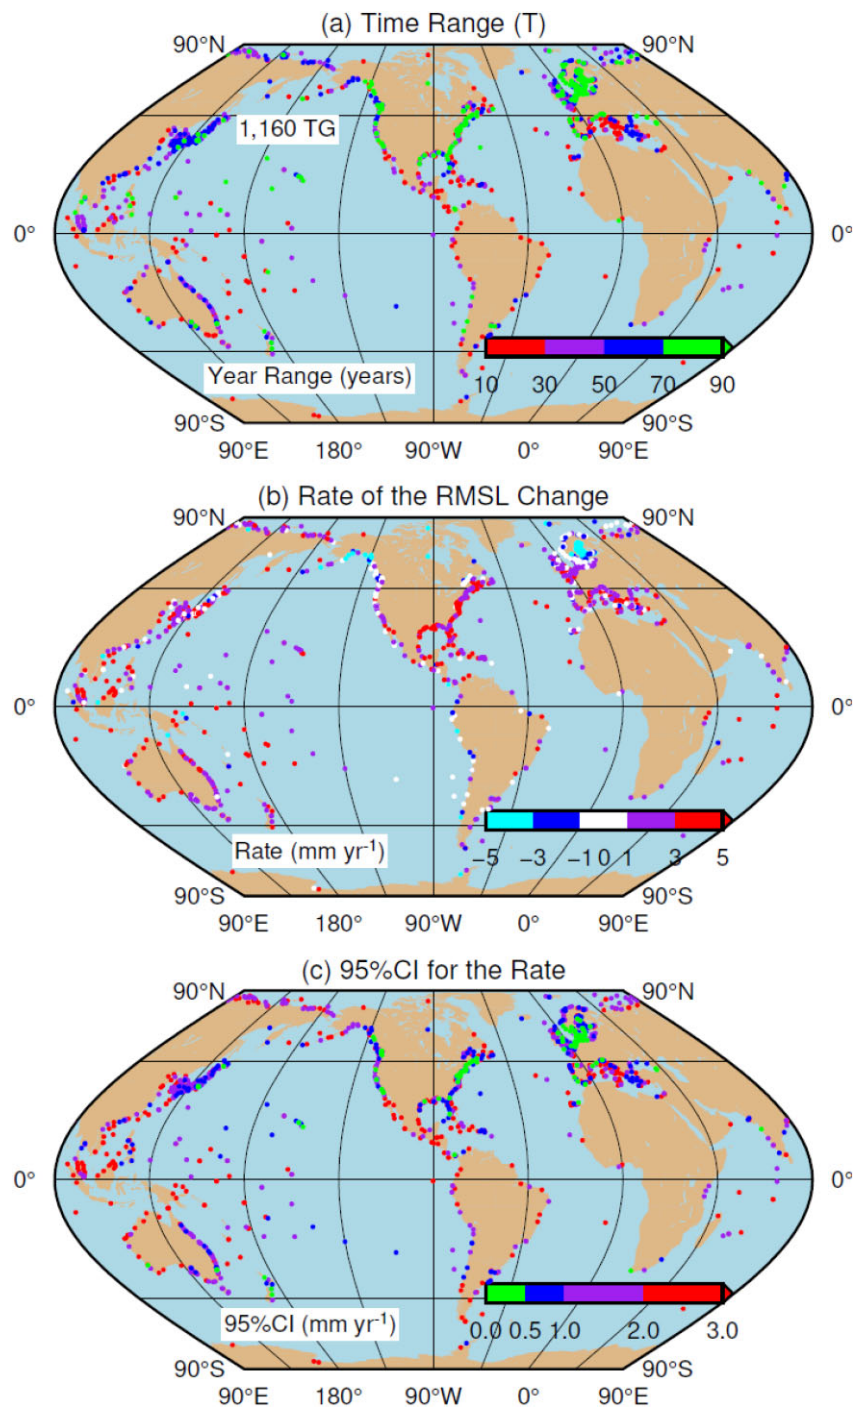 (a) Time Range (T)
90°N 90°N
1,160 TG
0° 0°
Year Range (years)
10 30 50 70 90
90°S 90°S
90°E 180° 90°W 0° 90°E
(b) Rate of the RMSL Change
90°N 90°N
0° 0°
Rate (mm yr-1)
−5 −3 −1 0 1 3 5
90°S 90°S
90°E 180° 90°W 0° 90°E
(c) 95%CI for the Rate
90°N 90°N
0° 0°
95%CI (mm yr-1)
0.0 0.5 1.0 2.0 3.0
90°S 90°S
90°E 180° 90°W 0° 90°E